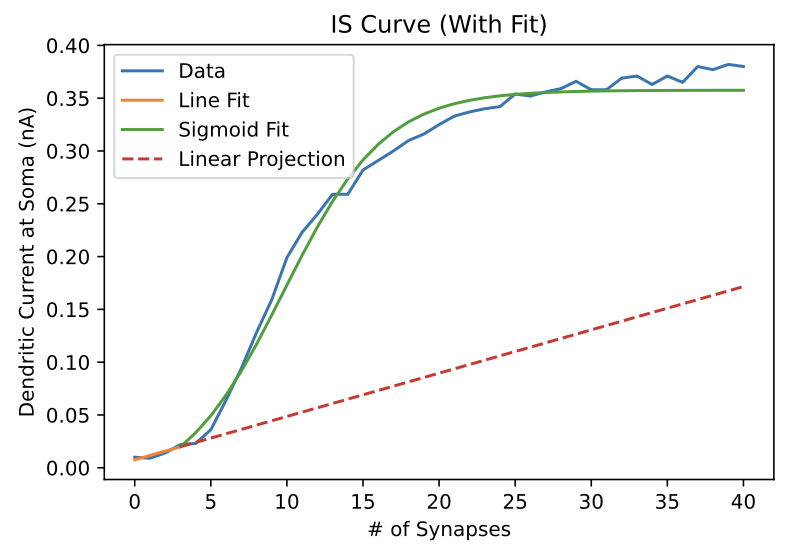 IS Curve (With Fit)
Dendritic Current at Soma (nA)
0.40
0.35
0.30
0.25
0.20
0.15
0.10
0.05
0.00
Data
Line Fit
Sigmoid Fit
Linear Projection
0 5 10 15 20 25 30 35 40
# of Synapses